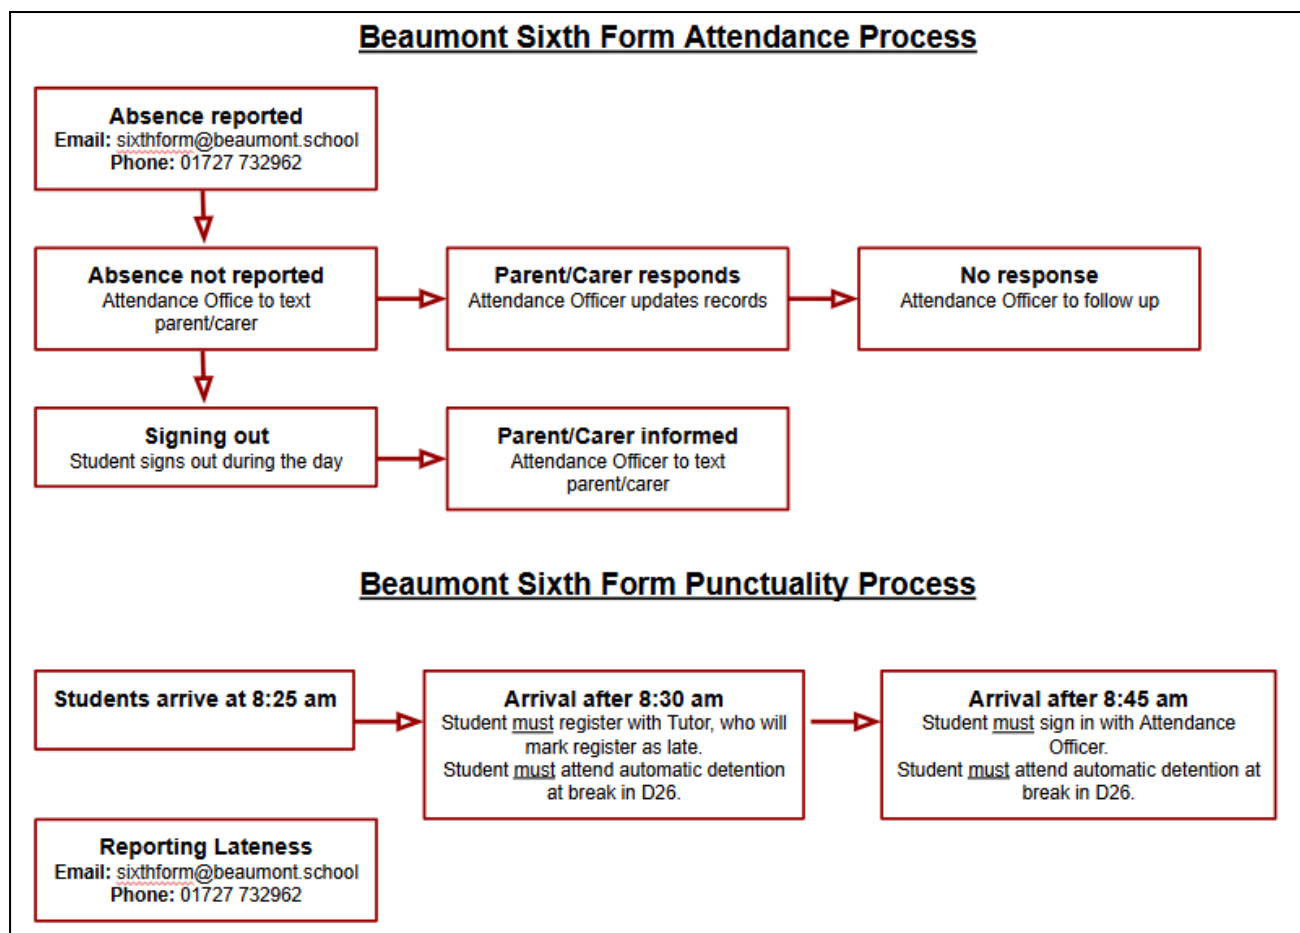 Beaumont Sixth Form Attendance Process
Absence reported
Email: sixthform@beaumont.school
Phone: 01727 732962
Absence not reported
Attendance Office to text
parent/carer
Parent/Carer responds
Attendance Officer updates records
No response
Attendance Officer to follow up
Signing out
Student signs out during the day
Parent/Carer informed
Attendance Officer to text
parent/carer
Beaumont Sixth Form Punctuality Process
Students arrive at 8:25 am
Arrival after 8:30 am
Student must register with Tutor, who will
mark register as late.
Student must attend automatic detention
at break in D26.
Arrival after 8:45 am
Student must sign in with Attendance
Officer.
Student must attend automatic detention at
break in D26.
Reporting Lateness
Email: sixthform@beaumont.school
Phone: 01727 732962